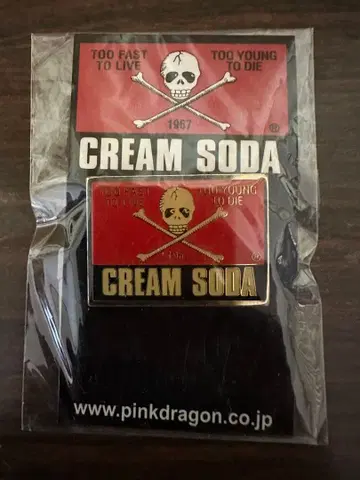 TOO FAST TOO YOUNG
TO LIVE TO DIE
1967
®
CREAM SODA
TOO FAST TOO YOUNG
TO LIVE TO DIE
®
CREAM SODA
www.pinkdragon.co.jp